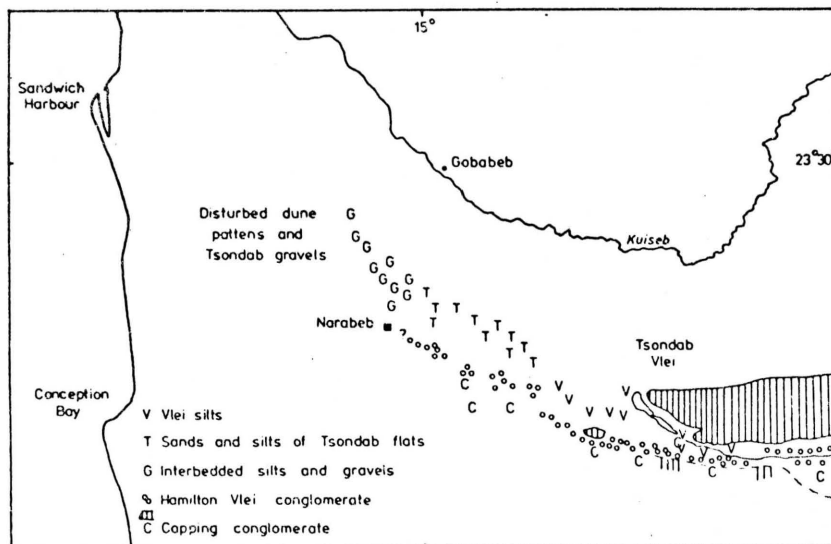 15°
Sandwich
Harbour
Gobabeb
23°30
Disturbed dune
pattens and
Tsondab gravels
Kuiseb
Narabeb
?
Tsondab
Vlei
Conception
Bay
V Vlei silts
T Sands and silts of Tsondab flats
G Interbedded silts and gravels
Hamilton Vlei conglomerate
C Capping conglomerate